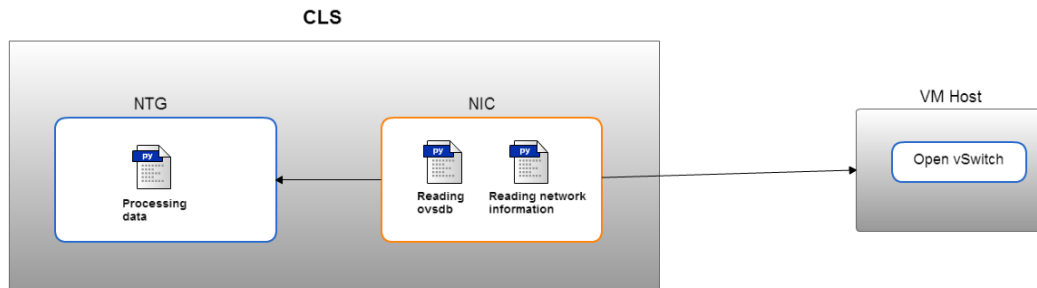 CLS
NTG
NIC
VM Host
py
Processing
data
py
Reading
ovsdb
py
Reading network
information
Open vSwitch